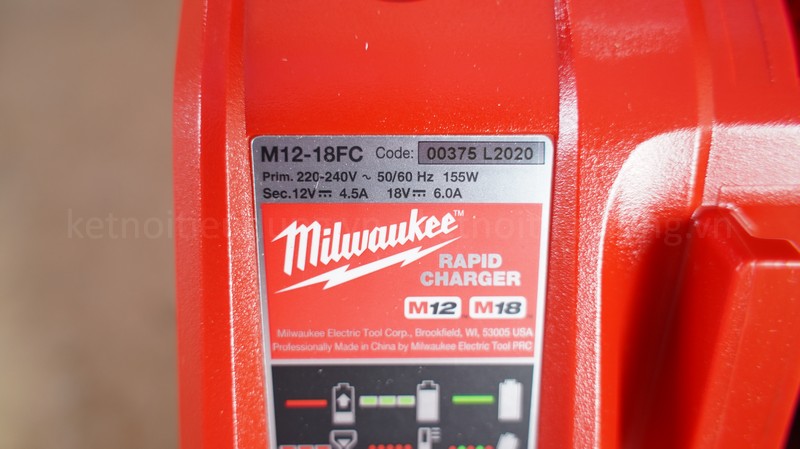 M12-18FC Code: 00375 L2020
Prim. 220-240V ~ 50/60 Hz 155W
Sec.12V⎓ 4.5A 18V⎓ 6.0A
Milwaukee™
RAPID
CHARGER
M12 M18
Milwaukee Electric Tool Corp., Brookfield, WI, 53005 USA
Professionally Made in China by Milwaukee Electric Tool PRC